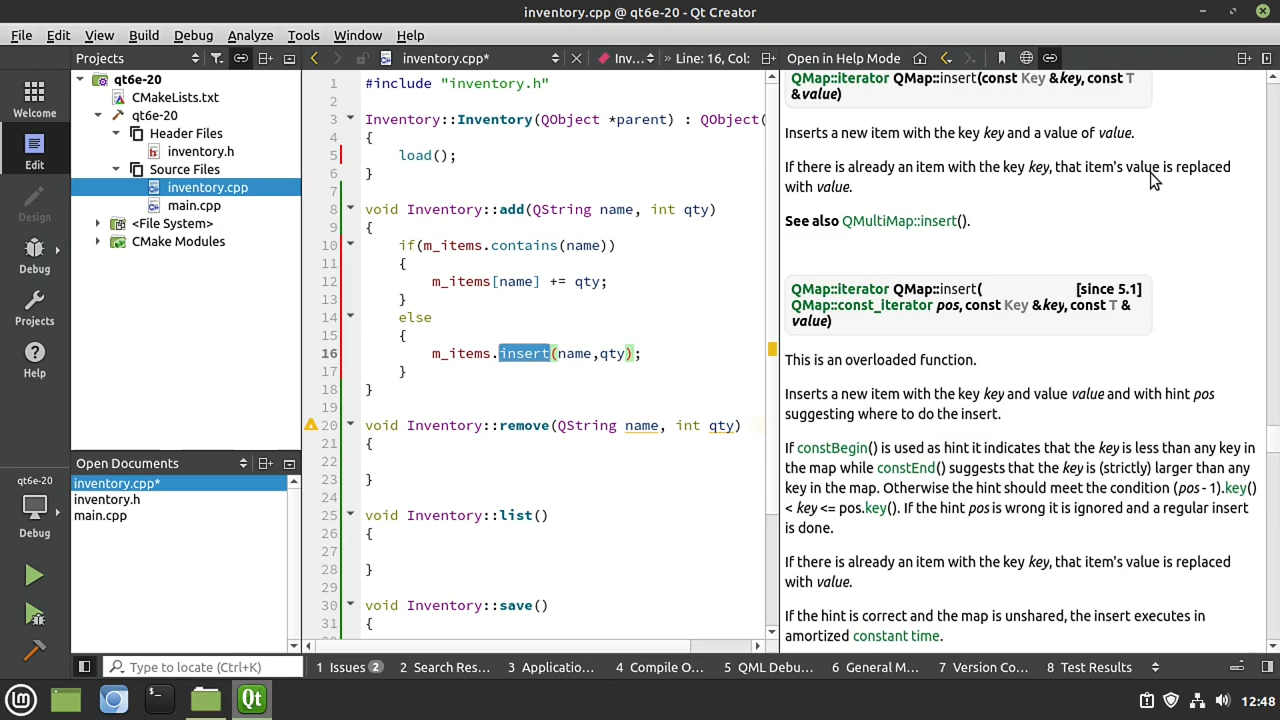 inventory.cpp @ qt6e-20 - Qt Creator
File Edit View Build Debug Analyze Tools Window Help
Projects
inventory.cpp*
Inv...
» Line: 16, Col:
Open in Help Mode
Welcome
Edit
Design
Debug
Projects
Help
qt6e-20
Debug
qt6e-20
CMakeLists.txt
qt6e-20
Header Files
inventory.h
Source Files
inventory.cpp
main.cpp
<File System>
CMake Modules
Open Documents
inventory.cpp*
inventory.h
main.cpp
1 #include "inventory.h"
2
3 Inventory::Inventory(QObject *parent) : QObject(
4 {
5 load();
6 }
7
8 void Inventory::add(QString name, int qty)
9 {
10 if(m_items.contains(name))
11 {
12 m_items[name] += qty;
13 }
14 else
15 {
16 m_items.insert(name,qty);
17 }
18 }
19
20 void Inventory::remove(QString name, int qty)
21 {
22
23 }
24
25 void Inventory::list()
26 {
27
28 }
29
30 void Inventory::save()
31 {
QMap::iterator QMap::insert(const Key &key, const T
&value)
Inserts a new item with the key key and a value of value.
If there is already an item with the key key, that item's value is replaced
with value.
See also QMultiMap::insert().
QMap::iterator QMap::insert( [since 5.1]
QMap::const_iterator pos, const Key &key, const T &
value)
This is an overloaded function.
Inserts a new item with the key key and value value and with hint pos
suggesting where to do the insert.
If constBegin() is used as hint it indicates that the key is less than any key in
the map while constEnd() suggests that the key is (strictly) larger than any
key in the map. Otherwise the hint should meet the condition (pos - 1).key()
< key <= pos.key(). If the hint pos is wrong it is ignored and a regular insert
is done.
If there is already an item with the key key, that item's value is replaced
with value.
If the hint is correct and the map is unshared, the insert executes in
amortized constant time.
Type to locate (Ctrl+K)
1 Issues 2
2 Search Res...
3 Applicatio...
4 Compile O...
5 QML Debu...
6 General M...
7 Version Co...
8 Test Results
Qt
12:48